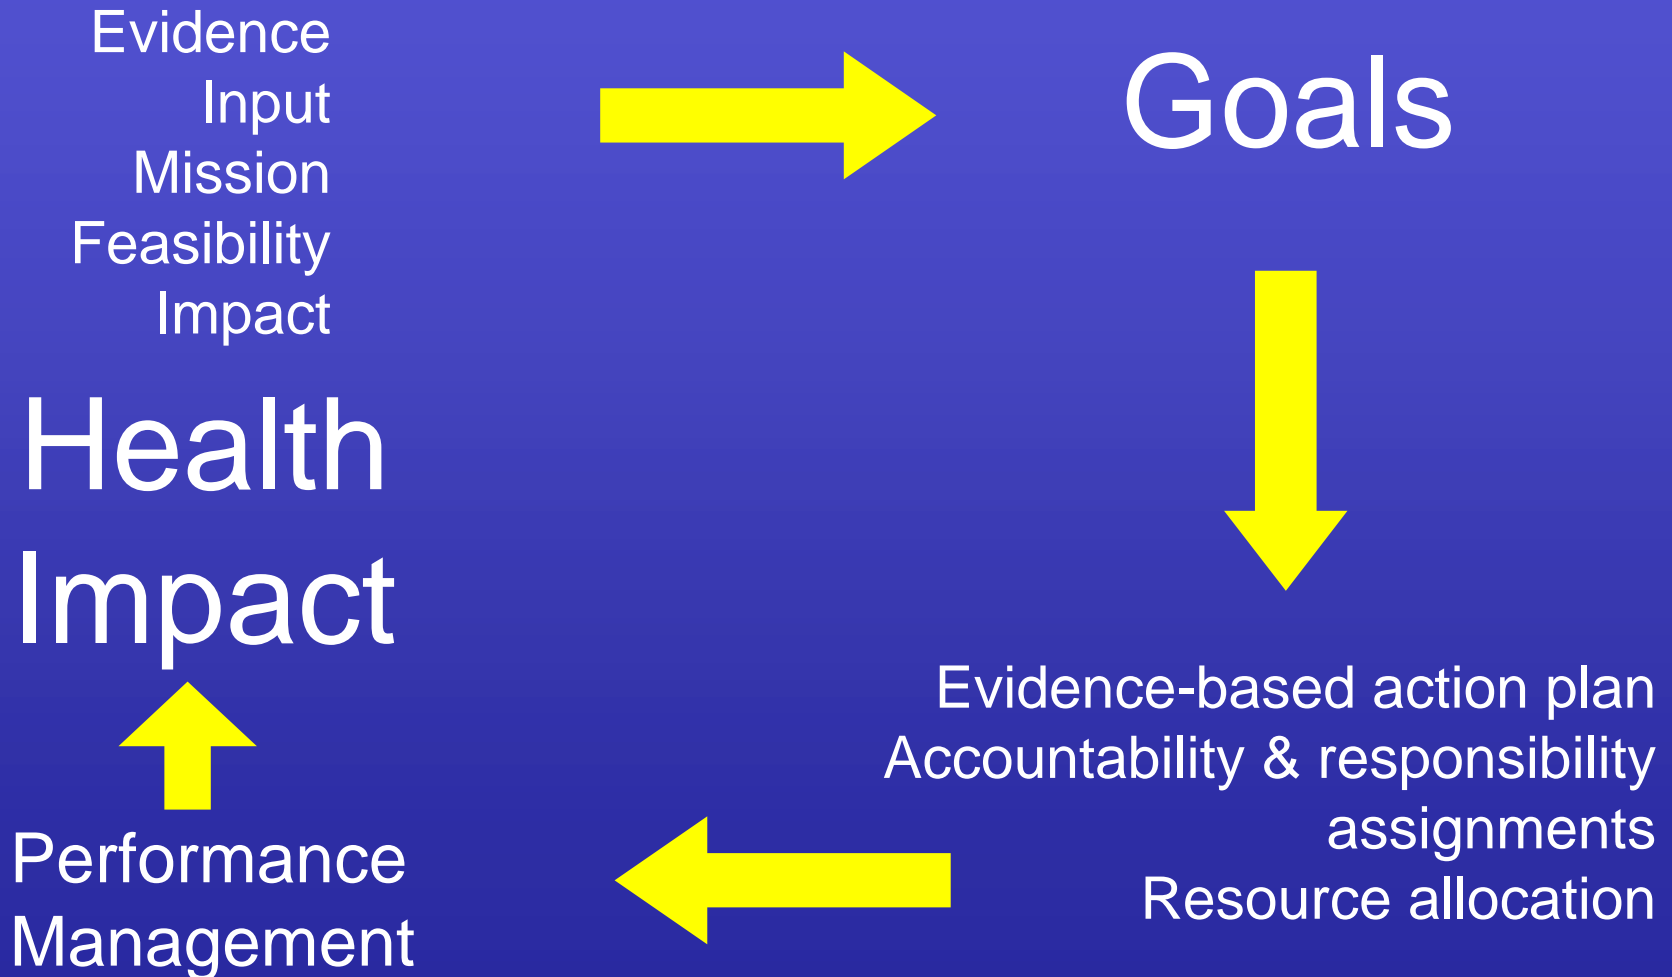 Evidence
Input
Mission
Feasibility
Impact
Goals
Health
Impact
Evidence-based action plan
Accountability & responsibility
assignments
Resource allocation
Performance
Management